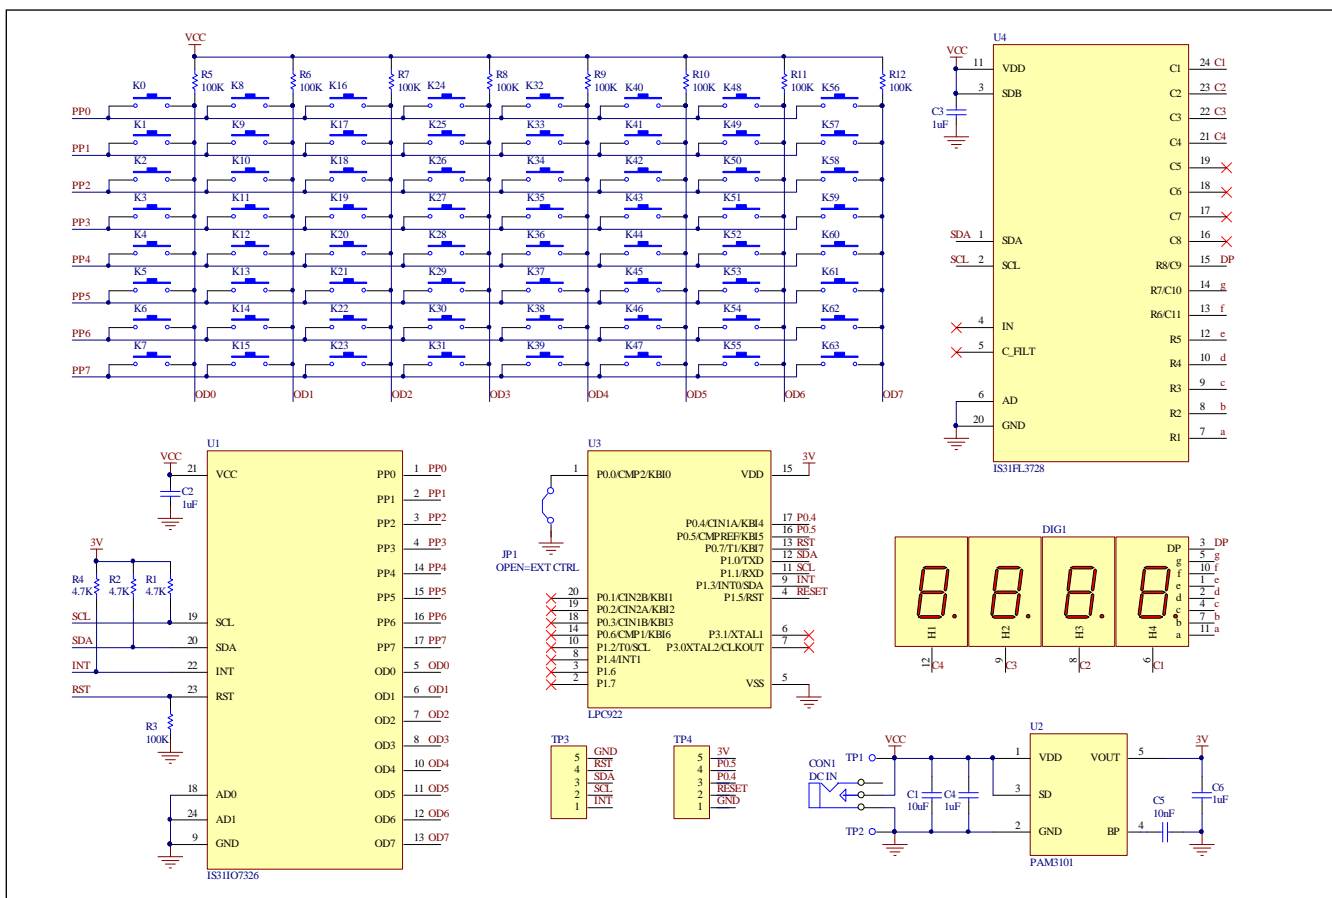 VCC
R5 100K
R6 100K
R7 100K
R8 100K
R9 100K
R10 100K
R11 100K
R12 100K
K0 K8 K16 K24 K32 K40 K48 K56
PP0
K1 K9 K17 K25 K33 K41 K49 K57
PP1
K2 K10 K18 K26 K34 K42 K50 K58
PP2
K3 K11 K19 K27 K35 K43 K51 K59
PP3
K4 K12 K20 K28 K36 K44 K52 K60
PP4
K5 K13 K21 K29 K37 K45 K53 K61
PP5
K6 K14 K22 K30 K38 K46 K54 K62
PP6
K7 K15 K23 K31 K39 K47 K55 K63
PP7
OD0 OD1 OD2 OD3 OD4 OD5 OD6 OD7
U4
VCC
C3
1uF
11 VDD
3 SDB
SDA 1 SDA
SCL 2 SCL
4 IN
5 C_FILT
6 AD
20 GND
C1 24 C1
C2 23 C2
C3 22 C3
C4 21 C4
C5 19
C6 18
C7 17
C8 16
R8/C9 15 DP
R7/C10 14 g
R6/C11 13 f
R5 12 e
R4 10 d
R3 9 c
R2 8 b
R1 7 a
IS31FL3728
U1
VCC
C2
1uF
3V
R4 4.7K
R2 4.7K
R1 4.7K
21 VCC
SCL 19 SCL
SDA 20 SDA
INT 22 INT
RST 23 RST
R3
100K
18 AD0
24 AD1
9 GND
PP0 1 PP0
PP1 2 PP1
PP2 3 PP2
PP3 4 PP3
PP4 14 PP4
PP5 15 PP5
PP6 16 PP6
PP7 17 PP7
OD0 5 OD0
OD1 6 OD1
OD2 7 OD2
OD3 8 OD3
OD4 10 OD4
OD5 11 OD5
OD6 12 OD6
OD7 13 OD7
IS31IO7326
U3
1 P0.0/CMP2/KBI0
JP1
OPEN=EXT CTRL
20 P0.1/CIN2B/KBI1
19 P0.2/CIN2A/KBI2
18 P0.3/CIN1B/KBI3
14 P0.6/CMP1/KBI6
10 P1.2/T0/SCL
8 P1.4/INT1
3 P1.6
2 P1.7
3V
VDD 15
P0.4/CIN1A/KBI4 17 P0.4
P0.5/CMPREF/KBI5 16 P0.5
P0.7/T1/KBI7 13 RST
P1.0/TXD 12 SDA
P1.1/RXD 11 SCL
P1.3/INT0/SDA 9 INT
P1.5/RST 4 RESET
P3.1/XTAL1 6
P3.0XTAL2/CLKOUT 7
VSS 5
LPC922
DIG1
H1 H2 H3 H4
12 C4
9 C3
8 C2
6 C1
DP 3 DP
g 5 g
f 10 f
e 1 e
d 2 d
c 4 c
b 7 b
a 11 a
TP3
5 GND
4 RST
3 SDA
2 SCL
1 INT
TP4
5 3V
4 P0.5
3 P0.4
2 RESET
1 GND
TP1
CON1
DC IN
TP2
VCC
C1
10uF
C4
1uF
U2
1 VDD
3 SD
2 GND
VOUT 5
BP 4
PAM3101
C5
10nF
3V
C6
1uF